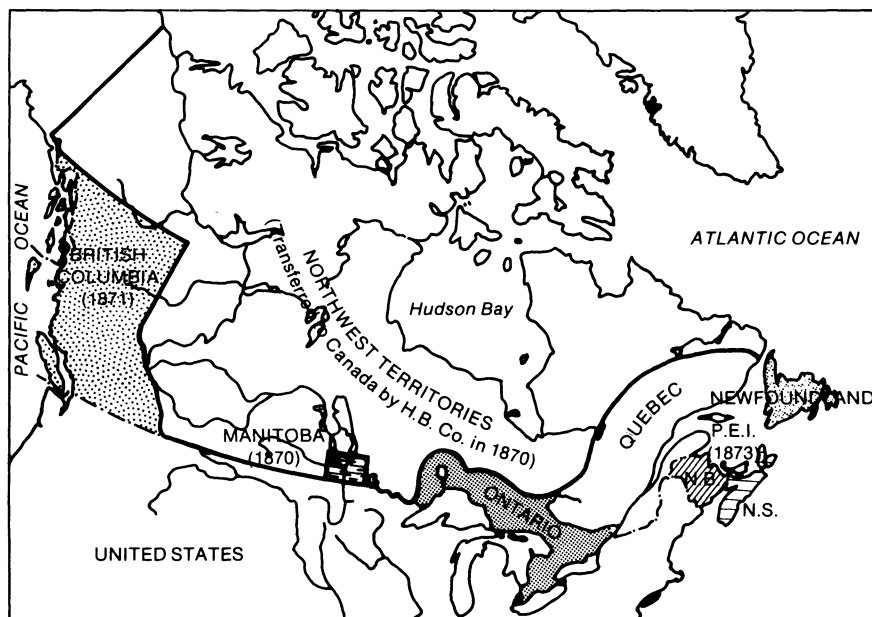 PACIFIC OCEAN
BRITISH
COLUMBIA
(1871)
NORTHWEST TERRITORIES
(Transferred to Canada by H.B. Co. in 1870)
Hudson Bay
ATLANTIC OCEAN
MANITOBA
(1870)
ONTARIO
QUEBEC
NEWFOUNDLAND
P.E.I.
(1873)
N.B.
N.S.
UNITED STATES